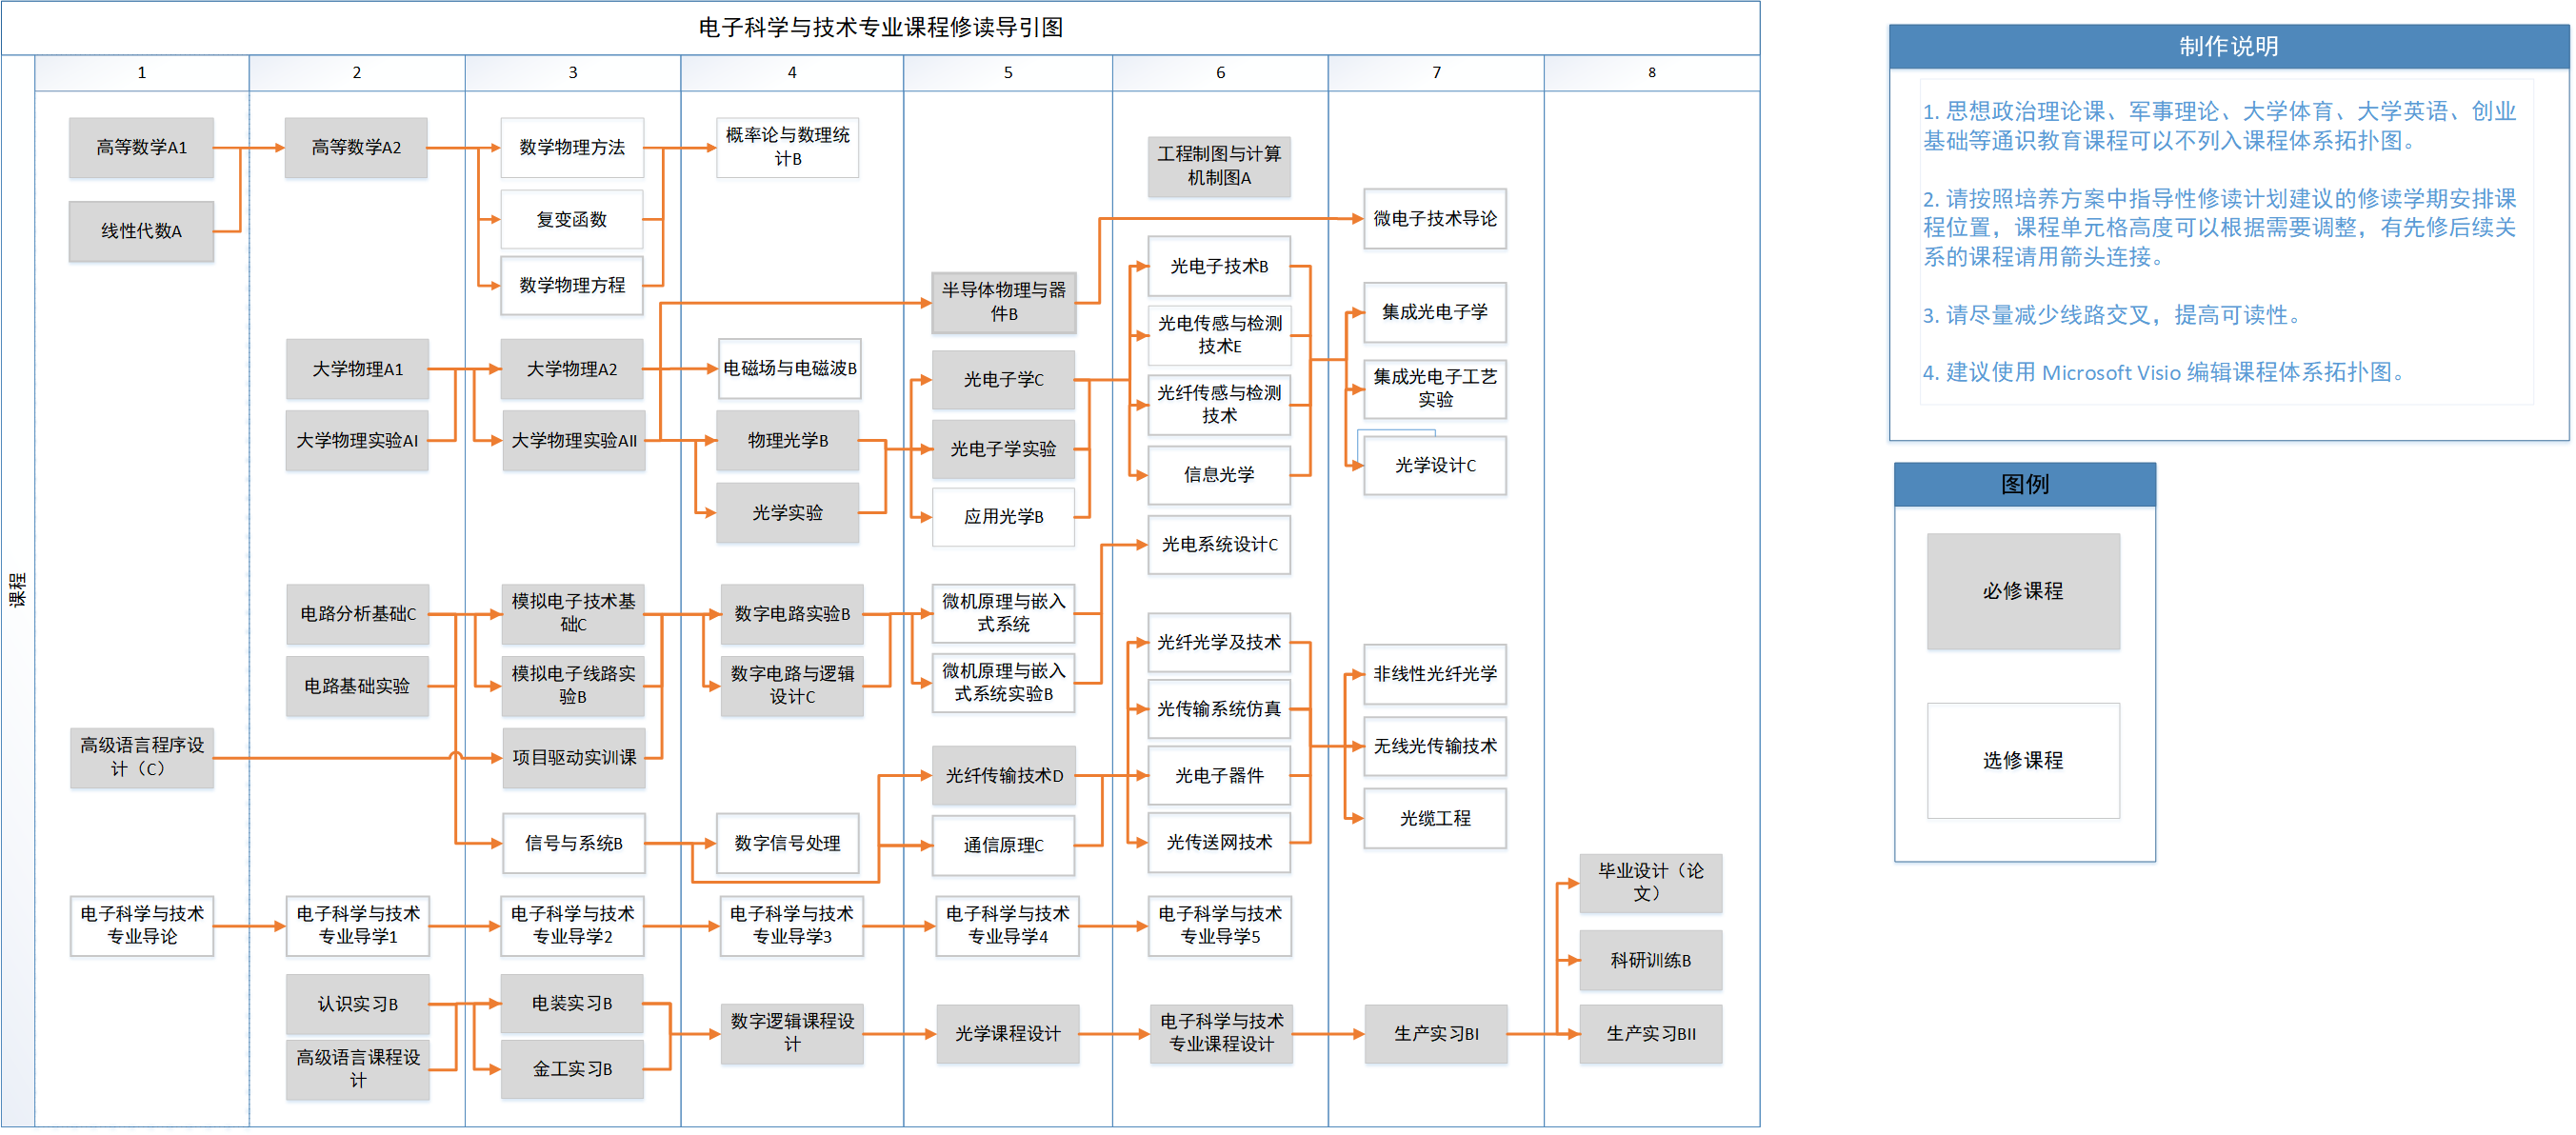 电子科学与技术专业课程修读导引图
课程
1
2
3
4
5
6
7
8
高等数学A1
线性代数A
高级语言程序设
计（C）
电子科学与技术
专业导论
高等数学A2
大学物理A1
大学物理实验AI
电路分析基础C
电路基础实验
电子科学与技术
专业导学1
认识实习B
高级语言课程设
计
数学物理方法
复变函数
数学物理方程
大学物理A2
大学物理实验AII
模拟电子技术基
础C
模拟电子线路实
验B
项目驱动实训课
信号与系统B
电子科学与技术
专业导学2
电装实习B
金工实习B
概率论与数理统
计B
电磁场与电磁波B
物理光学B
光学实验
数字电路实验B
数字电路与逻辑
设计C
数字信号处理
电子科学与技术
专业导学3
数字逻辑课程设
计
半导体物理与器
件B
光电子学C
光电子学实验
应用光学B
微机原理与嵌入
式系统
微机原理与嵌入
式系统实验B
光纤传输技术D
通信原理C
电子科学与技术
专业导学4
光学课程设计
工程制图与计算
机制图A
光电子技术B
光电传感与检测
技术E
光纤传感与检测
技术
信息光学
光电系统设计C
光纤光学及技术
光传输系统仿真
光电子器件
光传送网技术
电子科学与技术
专业导学5
电子科学与技术
专业课程设计
微电子技术导论
集成光电子学
集成光电子工艺
实验
光学设计C
非线性光纤光学
无线光传输技术
光缆工程
生产实习BI
毕业设计（论
文）
科研训练B
生产实习BII
制作说明
1. 思想政治理论课、军事理论、大学体育、大学英语、创业
基础等通识教育课程可以不列入课程体系拓扑图。
2. 请按照培养方案中指导性修读计划建议的修读学期安排课
程位置，课程单元格高度可以根据需要调整，有先修后续关
系的课程请用箭头连接。
3. 请尽量减少线路交叉，提高可读性。
4. 建议使用 Microsoft Visio 编辑课程体系拓扑图。
图例
必修课程
选修课程